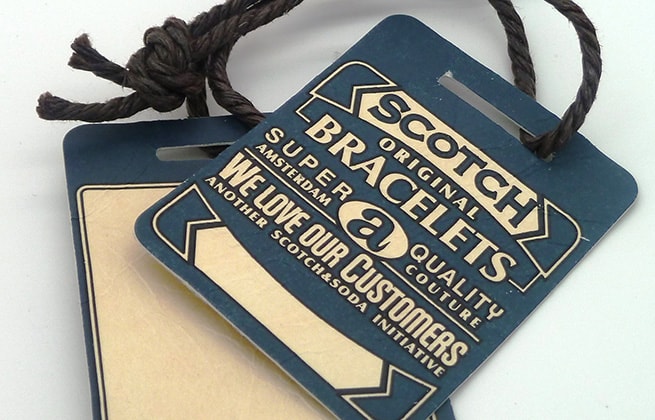 SCOTCH
ORIGINAL
BRACELETS
SUPER a QUALITY
AMSTERDAM COUTURE
WE LOVE OUR CUSTOMERS
ANOTHER SCOTCH&SODA INITIATIVE